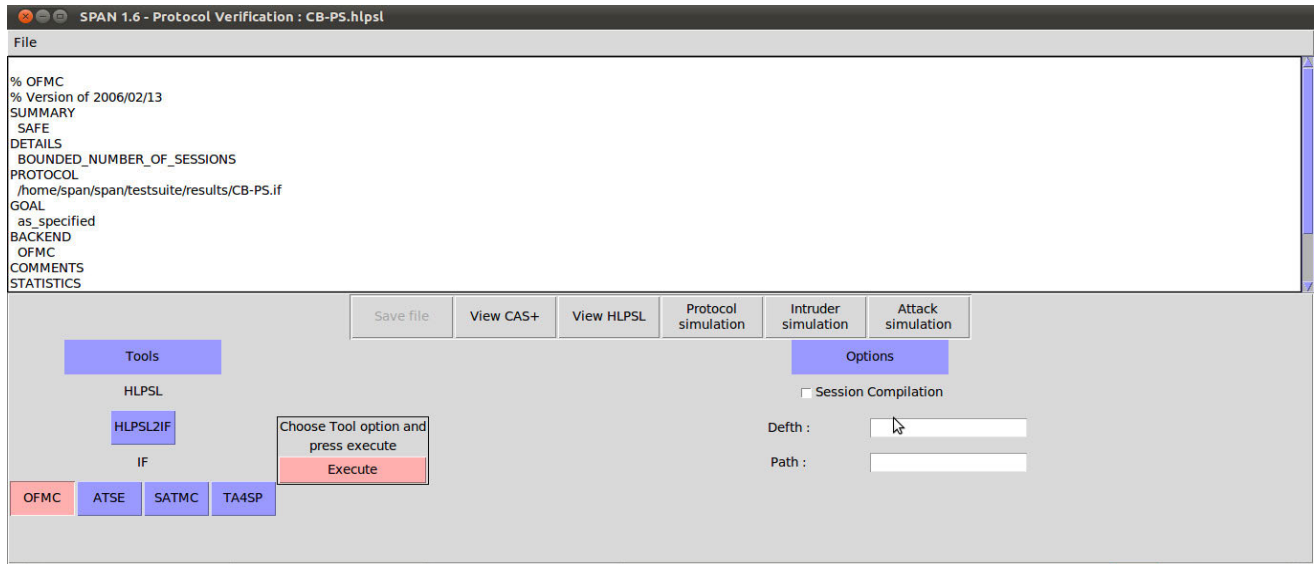 SPAN 1.6 - Protocol Verification : CB-PS.hlpsl
File
% OFMC
% Version of 2006/02/13
SUMMARY
SAFE
DETAILS
BOUNDED_NUMBER_OF_SESSIONS
PROTOCOL
/home/span/span/testsuite/results/CB-PS.if
GOAL
as_specified
BACKEND
OFMC
COMMENTS
STATISTICS
Save file View CAS+ View HLPSL Protocol simulation Intruder simulation Attack simulation
Tools Options
HLPSL Session Compilation
HLPSL2IF Choose Tool option and press execute Defth :
IF Execute Path :
OFMC ATSE SATMC TA4SP